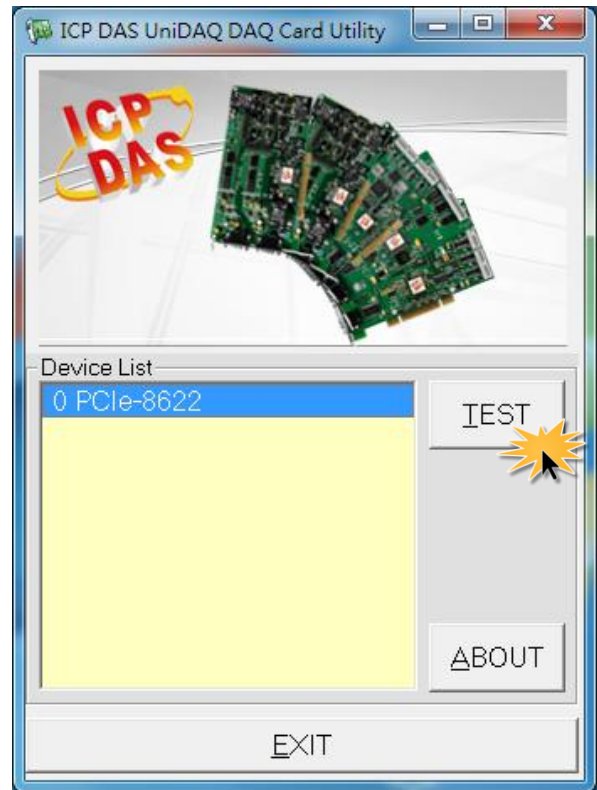 ICP DAS UniDAQ DAQ Card Utility
ICP
DAS
Device List
0 PCIe-8622
TEST
ABOUT
EXIT